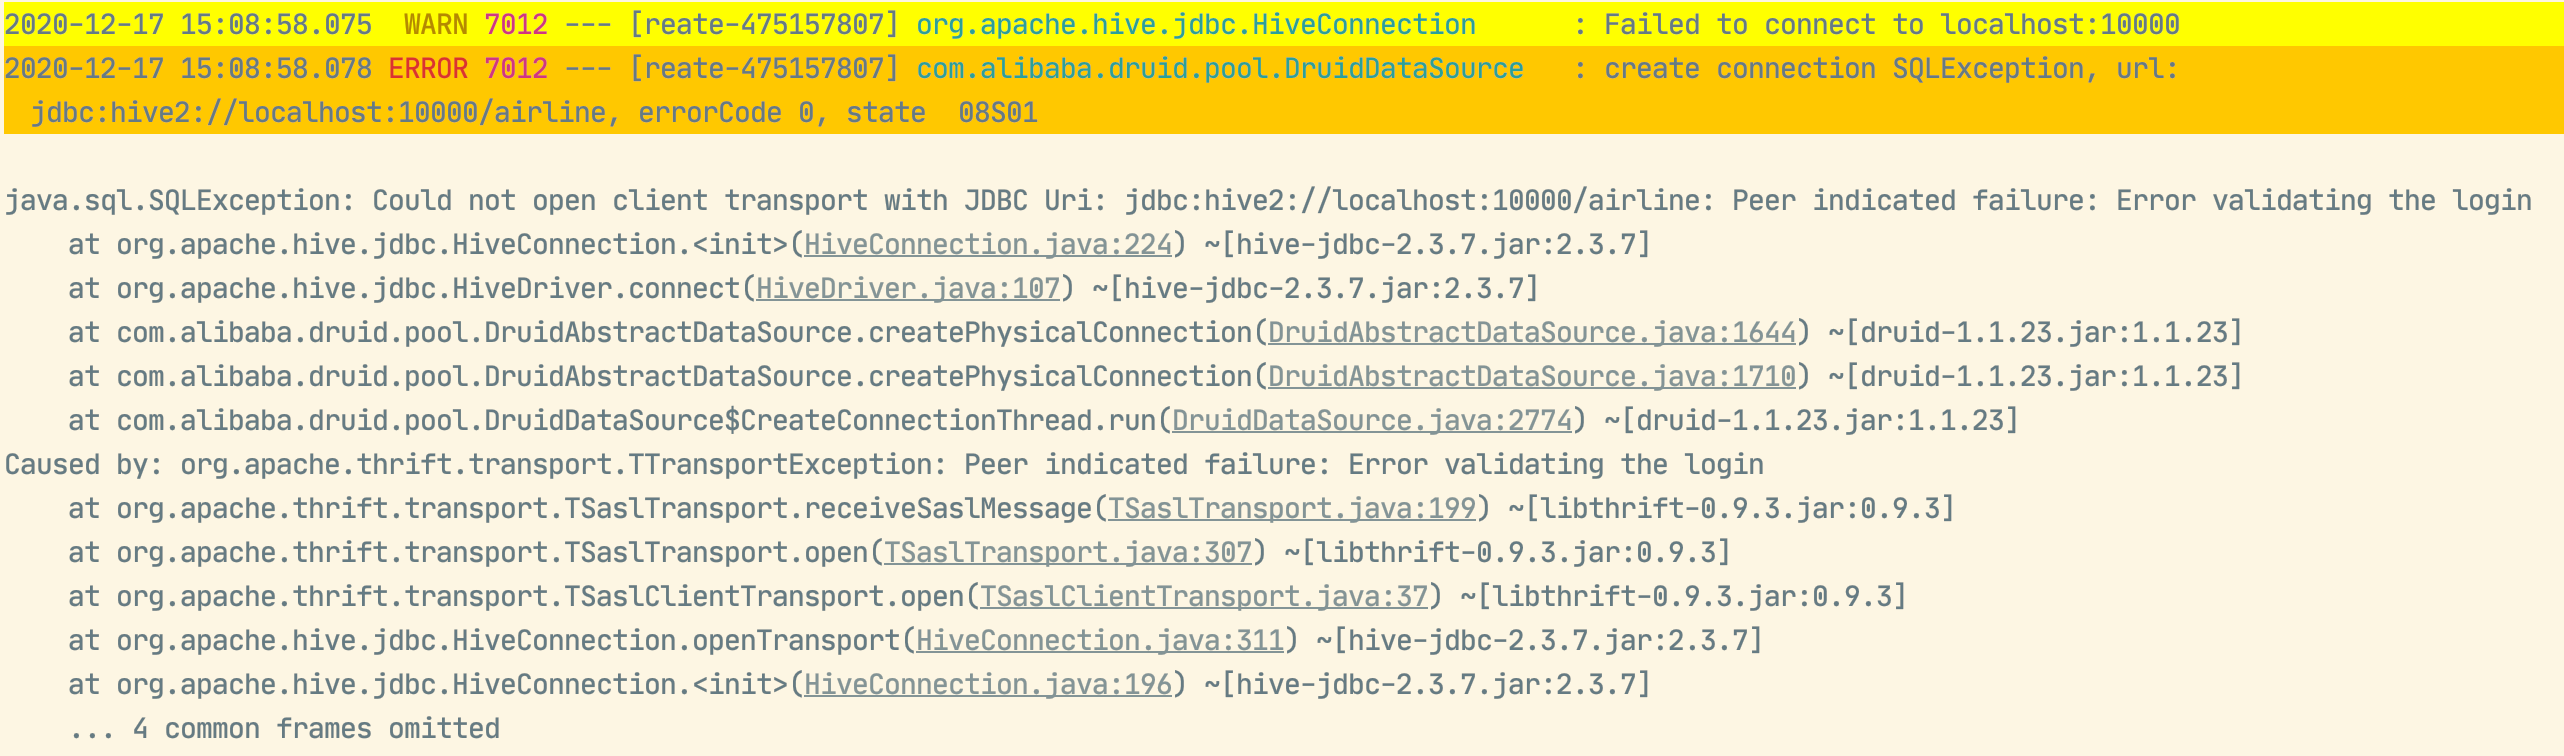 2020-12-17 15:08:58.075  WARN 7012 --- [reate-475157807] org.apache.hive.jdbc.HiveConnection      : Failed to connect to localhost:10000
2020-12-17 15:08:58.078 ERROR 7012 --- [reate-475157807] com.alibaba.druid.pool.DruidDataSource   : create connection SQLException, url:
jdbc:hive2://localhost:10000/airline, errorCode 0, state  08S01
java.sql.SQLException: Could not open client transport with JDBC Uri: jdbc:hive2://localhost:10000/airline: Peer indicated failure: Error validating the login
    at org.apache.hive.jdbc.HiveConnection.<init>(HiveConnection.java:224) ~[hive-jdbc-2.3.7.jar:2.3.7]
    at org.apache.hive.jdbc.HiveDriver.connect(HiveDriver.java:107) ~[hive-jdbc-2.3.7.jar:2.3.7]
    at com.alibaba.druid.pool.DruidAbstractDataSource.createPhysicalConnection(DruidAbstractDataSource.java:1644) ~[druid-1.1.23.jar:1.1.23]
    at com.alibaba.druid.pool.DruidAbstractDataSource.createPhysicalConnection(DruidAbstractDataSource.java:1710) ~[druid-1.1.23.jar:1.1.23]
    at com.alibaba.druid.pool.DruidDataSource$CreateConnectionThread.run(DruidDataSource.java:2774) ~[druid-1.1.23.jar:1.1.23]
Caused by: org.apache.thrift.transport.TTransportException: Peer indicated failure: Error validating the login
    at org.apache.thrift.transport.TSaslTransport.receiveSaslMessage(TSaslTransport.java:199) ~[libthrift-0.9.3.jar:0.9.3]
    at org.apache.thrift.transport.TSaslTransport.open(TSaslTransport.java:307) ~[libthrift-0.9.3.jar:0.9.3]
    at org.apache.thrift.transport.TSaslClientTransport.open(TSaslClientTransport.java:37) ~[libthrift-0.9.3.jar:0.9.3]
    at org.apache.hive.jdbc.HiveConnection.openTransport(HiveConnection.java:311) ~[hive-jdbc-2.3.7.jar:2.3.7]
    at org.apache.hive.jdbc.HiveConnection.<init>(HiveConnection.java:196) ~[hive-jdbc-2.3.7.jar:2.3.7]
    ... 4 common frames omitted